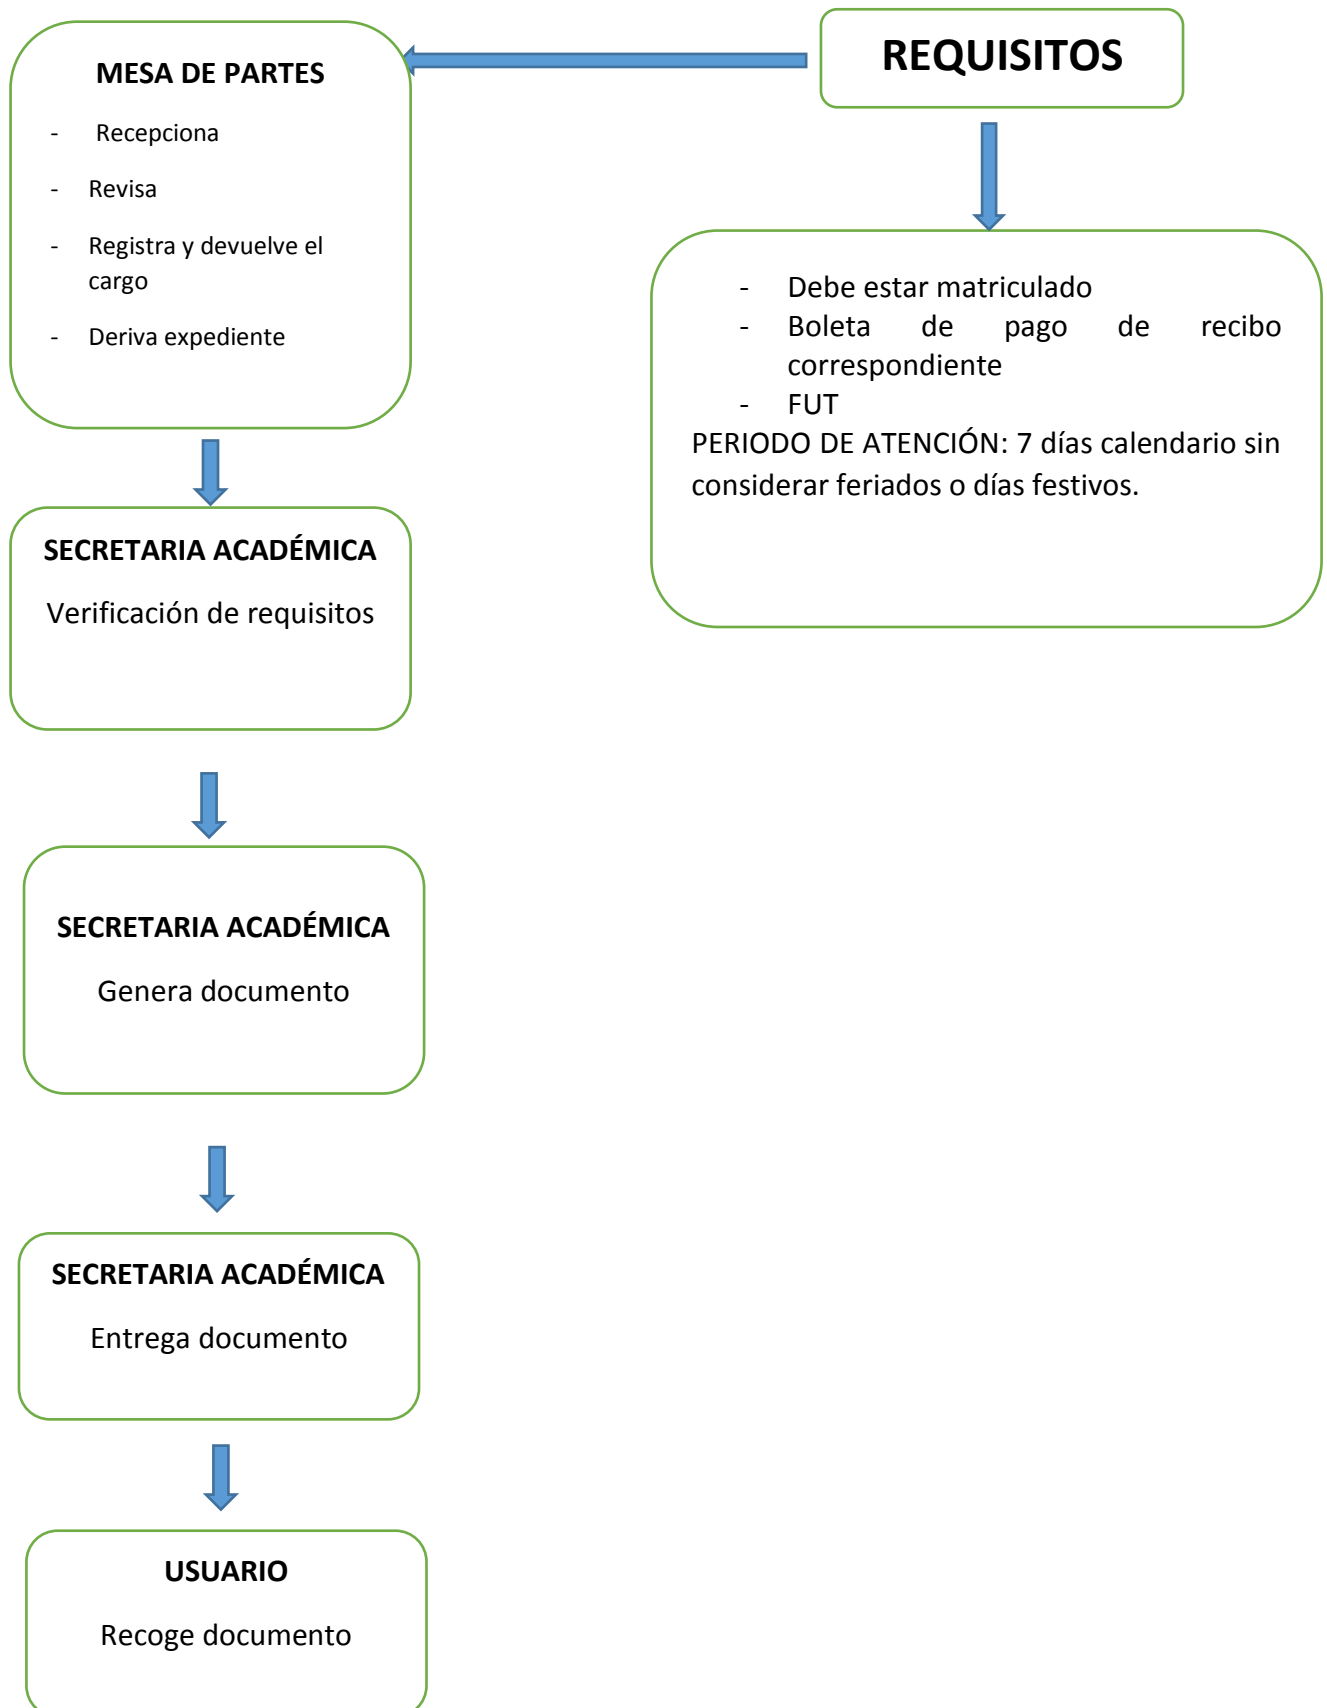 REQUISITOS
MESA DE PARTES
- Recepciona
- Revisa
- Registra y devuelve el
cargo
- Deriva expediente
- Debe estar matriculado
- Boleta de pago de recibo
correspondiente
- FUT
PERIODO DE ATENCIÓN: 7 días calendario sin
considerar feriados o días festivos.
SECRETARIA ACADÉMICA
Verificación de requisitos
SECRETARIA ACADÉMICA
Genera documento
SECRETARIA ACADÉMICA
Entrega documento
USUARIO
Recoge documento